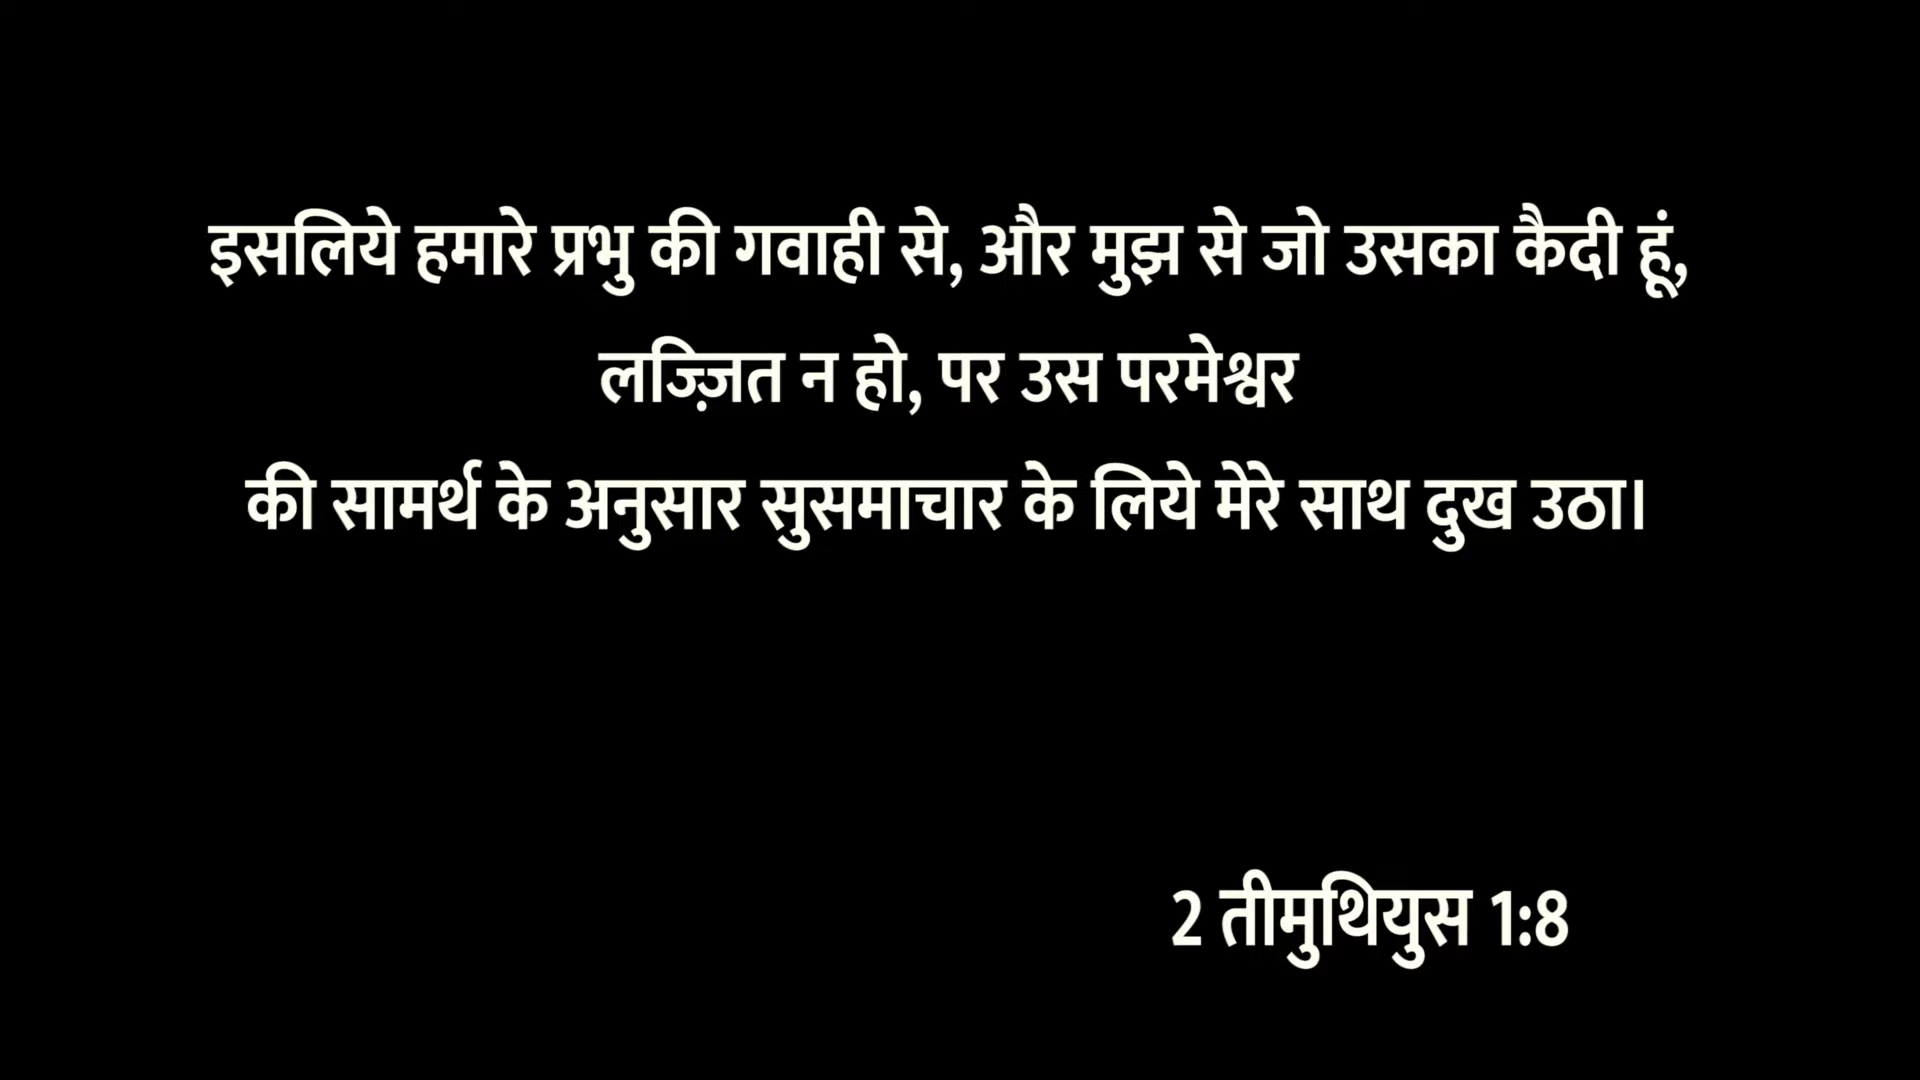 इसलिये हमारे प्रभु की गवाही से, और मुझ से जो उसका कैदी हूं,
लज्ज़ित न हो, पर उस परमेश्वर
की सामर्थ के अनुसार सुसमाचार के लिये मेरे साथ दुख उठा।
2 तीमुथियुस 1:8